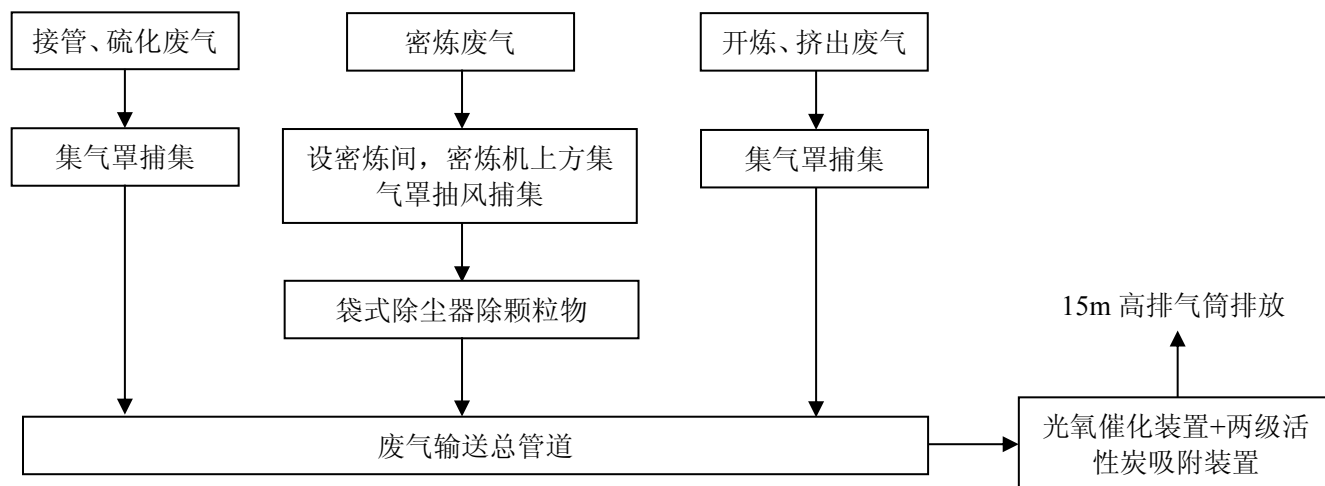 接管、硫化废气
密炼废气
开炼、挤出废气
集气罩捕集
设密炼间，密炼机上方集
气罩抽风捕集
集气罩捕集
袋式除尘器除颗粒物
15m 高排气筒排放
废气输送总管道
光氧催化装置+两级活
性炭吸附装置